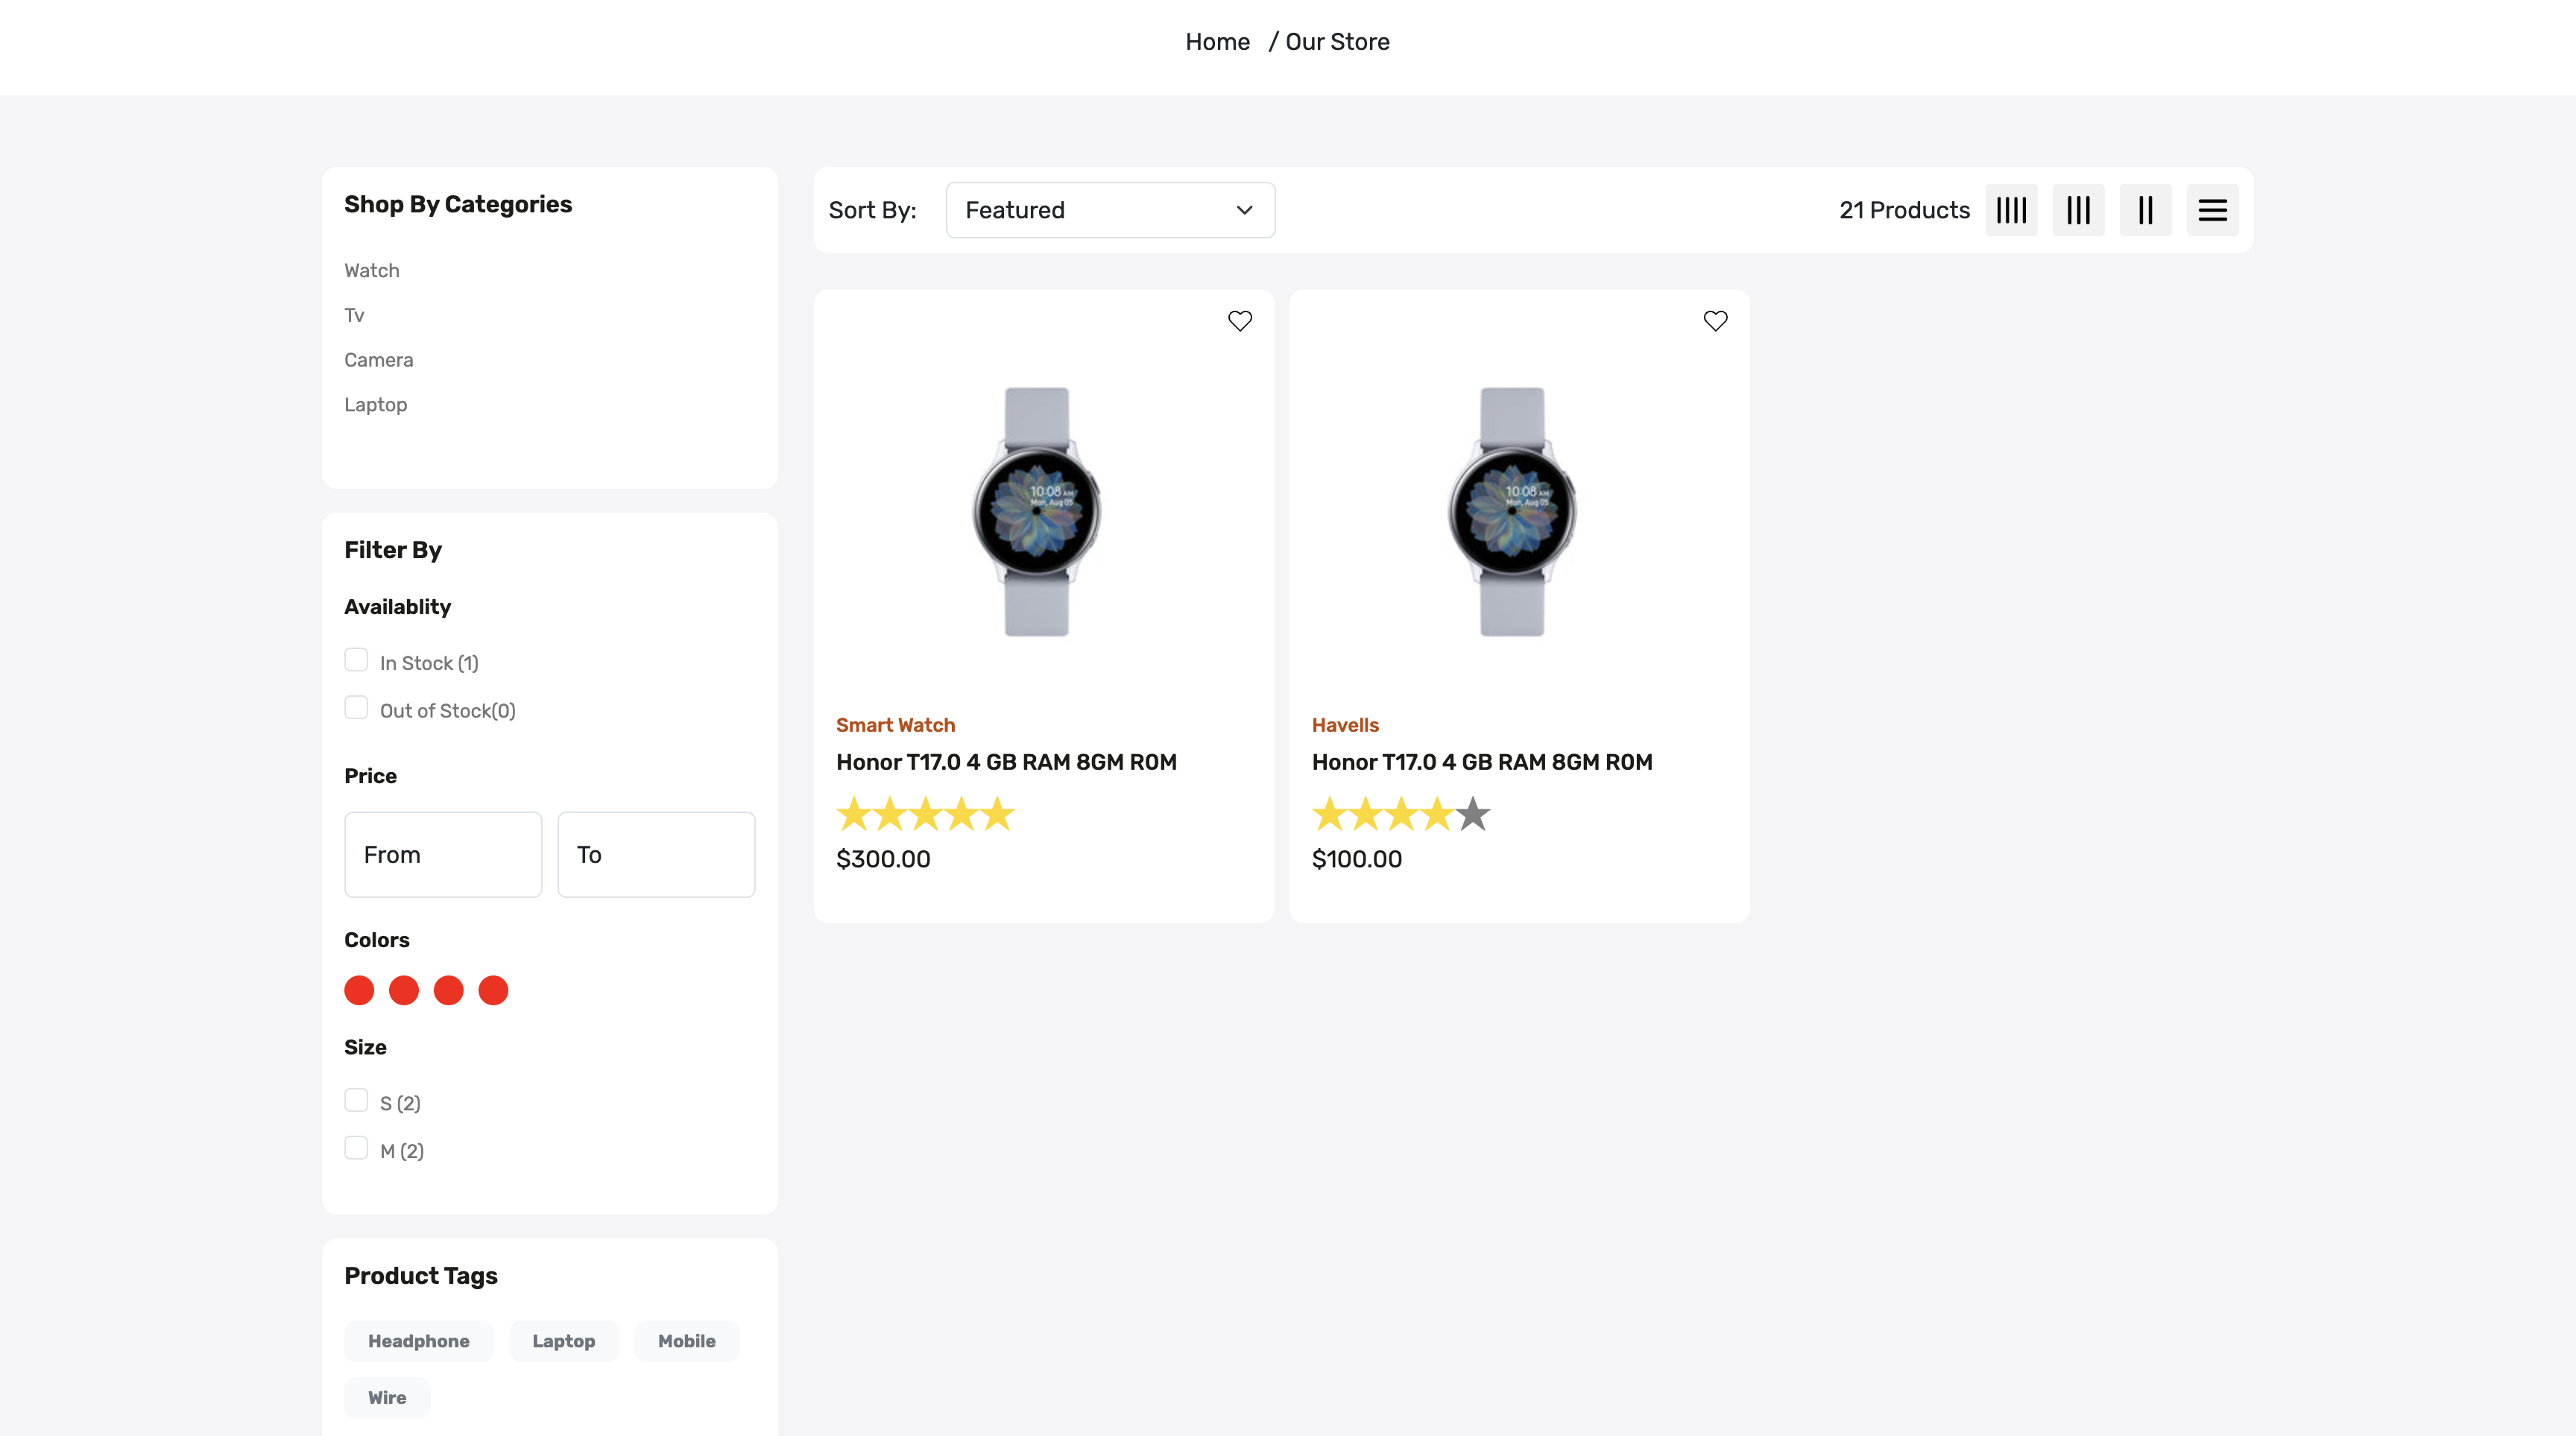 Home / Our Store
Shop By Categories
Watch
Tv
Camera
Laptop
Filter By
Availablity
In Stock (1)
Out of Stock(0)
Price
From
To
Colors
Size
S (2)
M (2)
Product Tags
Headphone
Laptop
Mobile
Wire
Sort By:
Featured
21 Products
10:08 AM
Mon, Aug 05
Smart Watch
Honor T17.0 4 GB RAM 8GM ROM
$300.00
10:08 AM
Mon, Aug 05
Havells
Honor T17.0 4 GB RAM 8GM ROM
$100.00